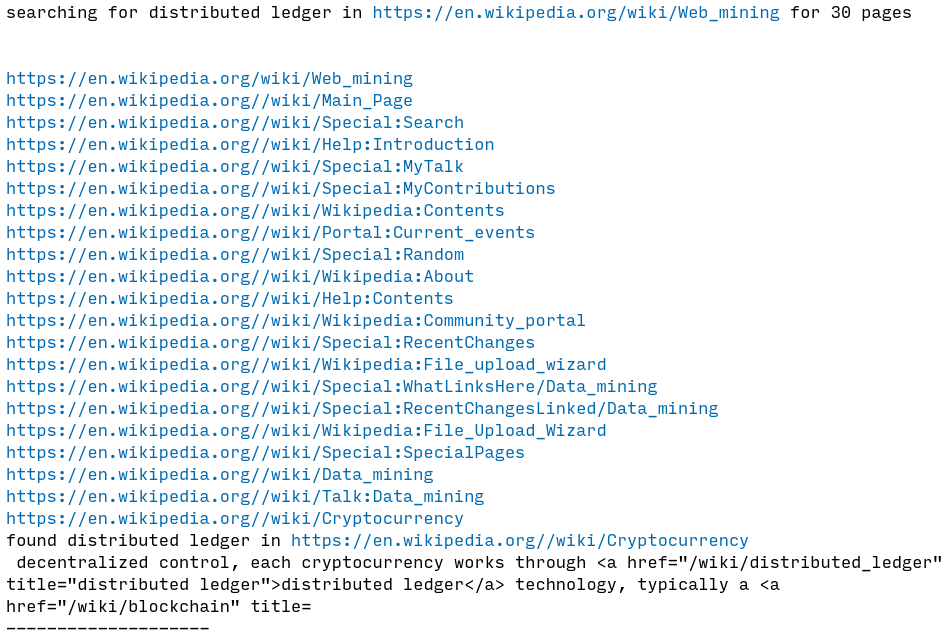 searching for distributed ledger in https://en.wikipedia.org/wiki/Web_mining for 30 pages
https://en.wikipedia.org/wiki/Web_mining
https://en.wikipedia.org//wiki/Main_Page
https://en.wikipedia.org//wiki/Special:Search
https://en.wikipedia.org//wiki/Help:Introduction
https://en.wikipedia.org//wiki/Special:MyTalk
https://en.wikipedia.org//wiki/Special:MyContributions
https://en.wikipedia.org//wiki/Wikipedia:Contents
https://en.wikipedia.org//wiki/Portal:Current_events
https://en.wikipedia.org//wiki/Special:Random
https://en.wikipedia.org//wiki/Wikipedia:About
https://en.wikipedia.org//wiki/Help:Contents
https://en.wikipedia.org//wiki/Wikipedia:Community_portal
https://en.wikipedia.org//wiki/Special:RecentChanges
https://en.wikipedia.org//wiki/Wikipedia:File_upload_wizard
https://en.wikipedia.org//wiki/Special:WhatLinksHere/Data_mining
https://en.wikipedia.org//wiki/Special:RecentChangesLinked/Data_mining
https://en.wikipedia.org//wiki/Wikipedia:File_Upload_Wizard
https://en.wikipedia.org//wiki/Special:SpecialPages
https://en.wikipedia.org//wiki/Data_mining
https://en.wikipedia.org//wiki/Talk:Data_mining
https://en.wikipedia.org//wiki/Cryptocurrency
found distributed ledger in https://en.wikipedia.org//wiki/Cryptocurrency
decentralized control, each cryptocurrency works through <a href="/wiki/distributed_ledger"
title="distributed ledger">distributed ledger</a> technology, typically a <a
href="/wiki/blockchain" title=
--------------------